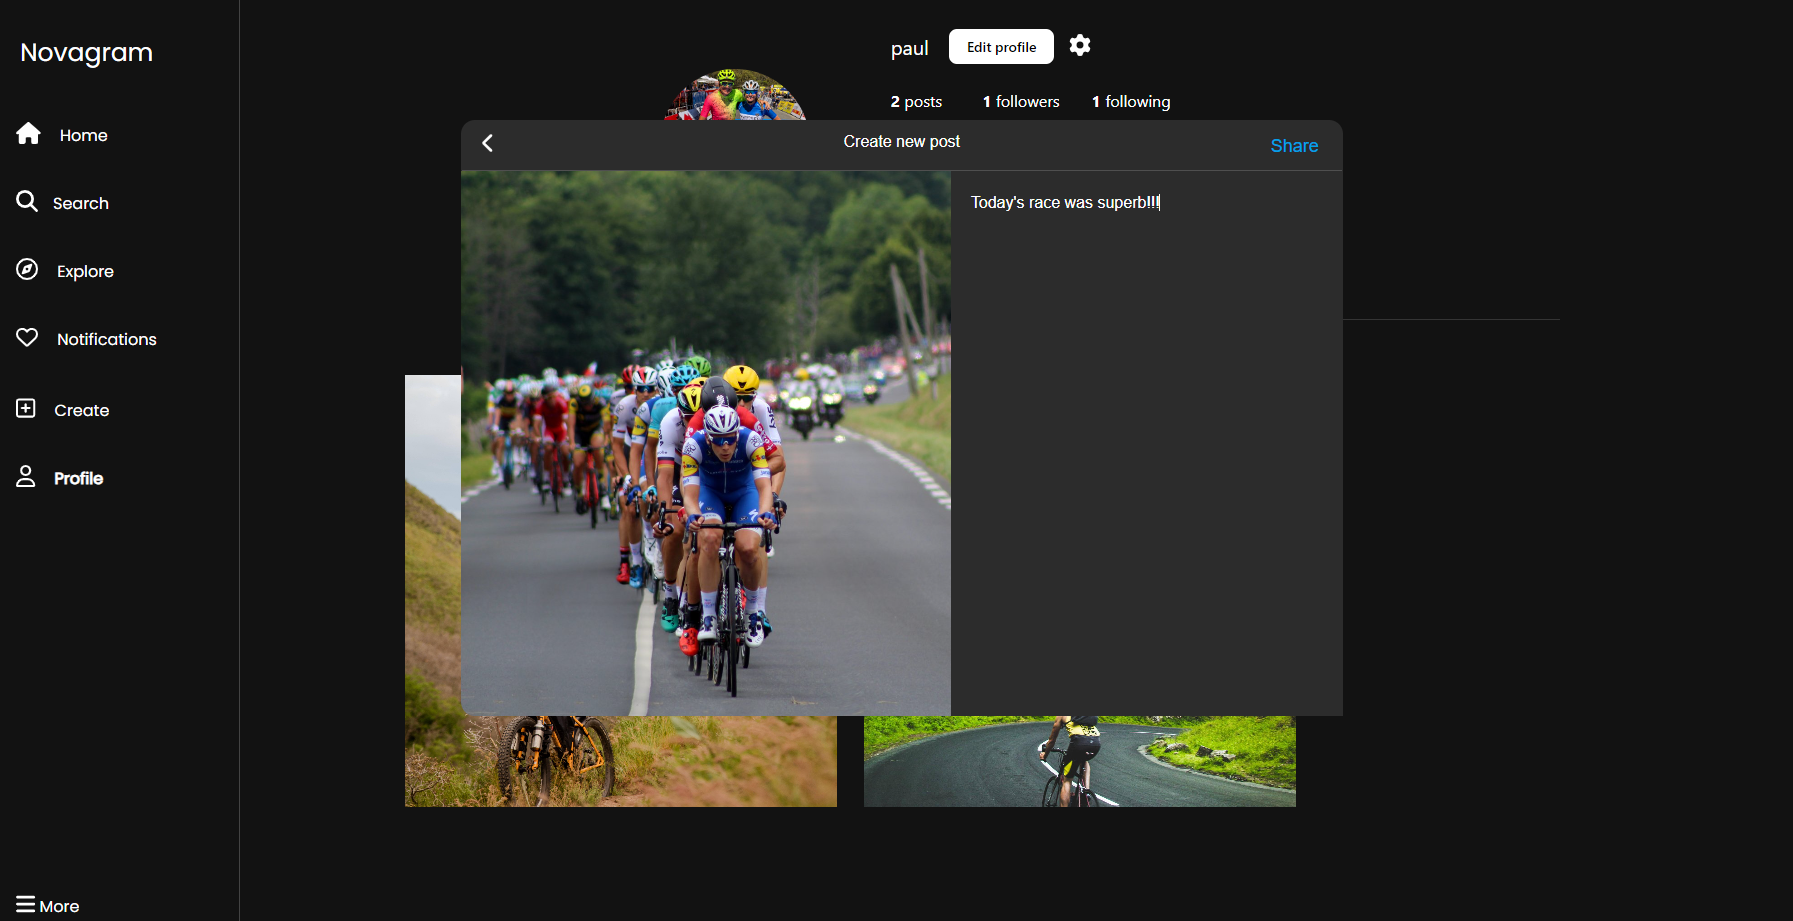 Novagram
Home
Search
Explore
Notifications
Create
Profile
More
paul
Edit profile
2 posts
1 followers
1 following
Create new post
Share
Today's race was superb!!!